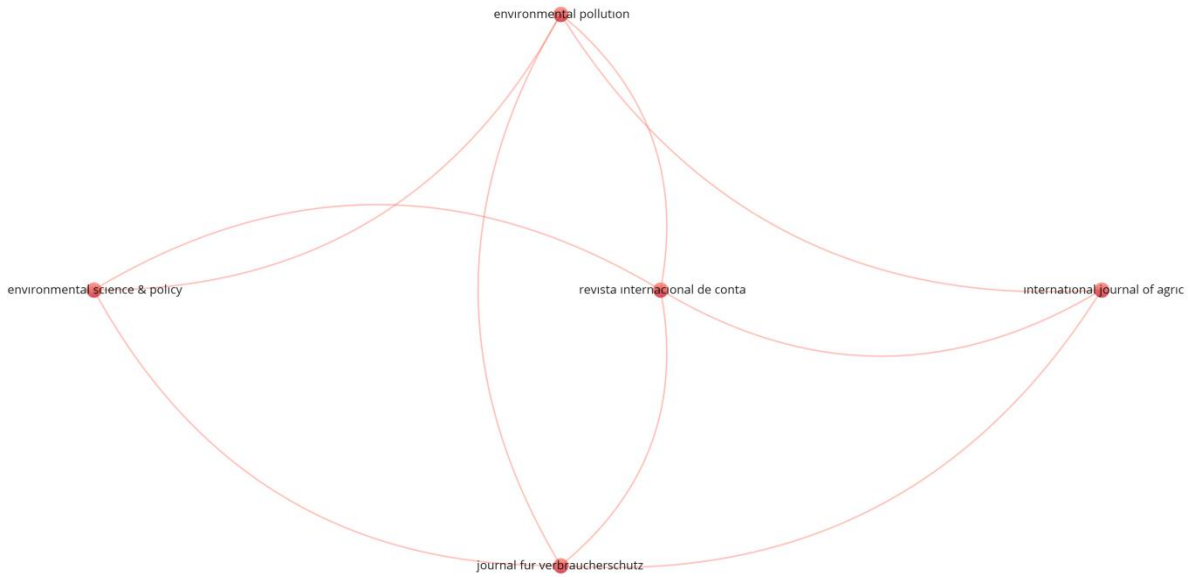 environmental pollution
environmental science & policy
revista internacional de conta
international journal of agric
journal fur verbraucherschutz